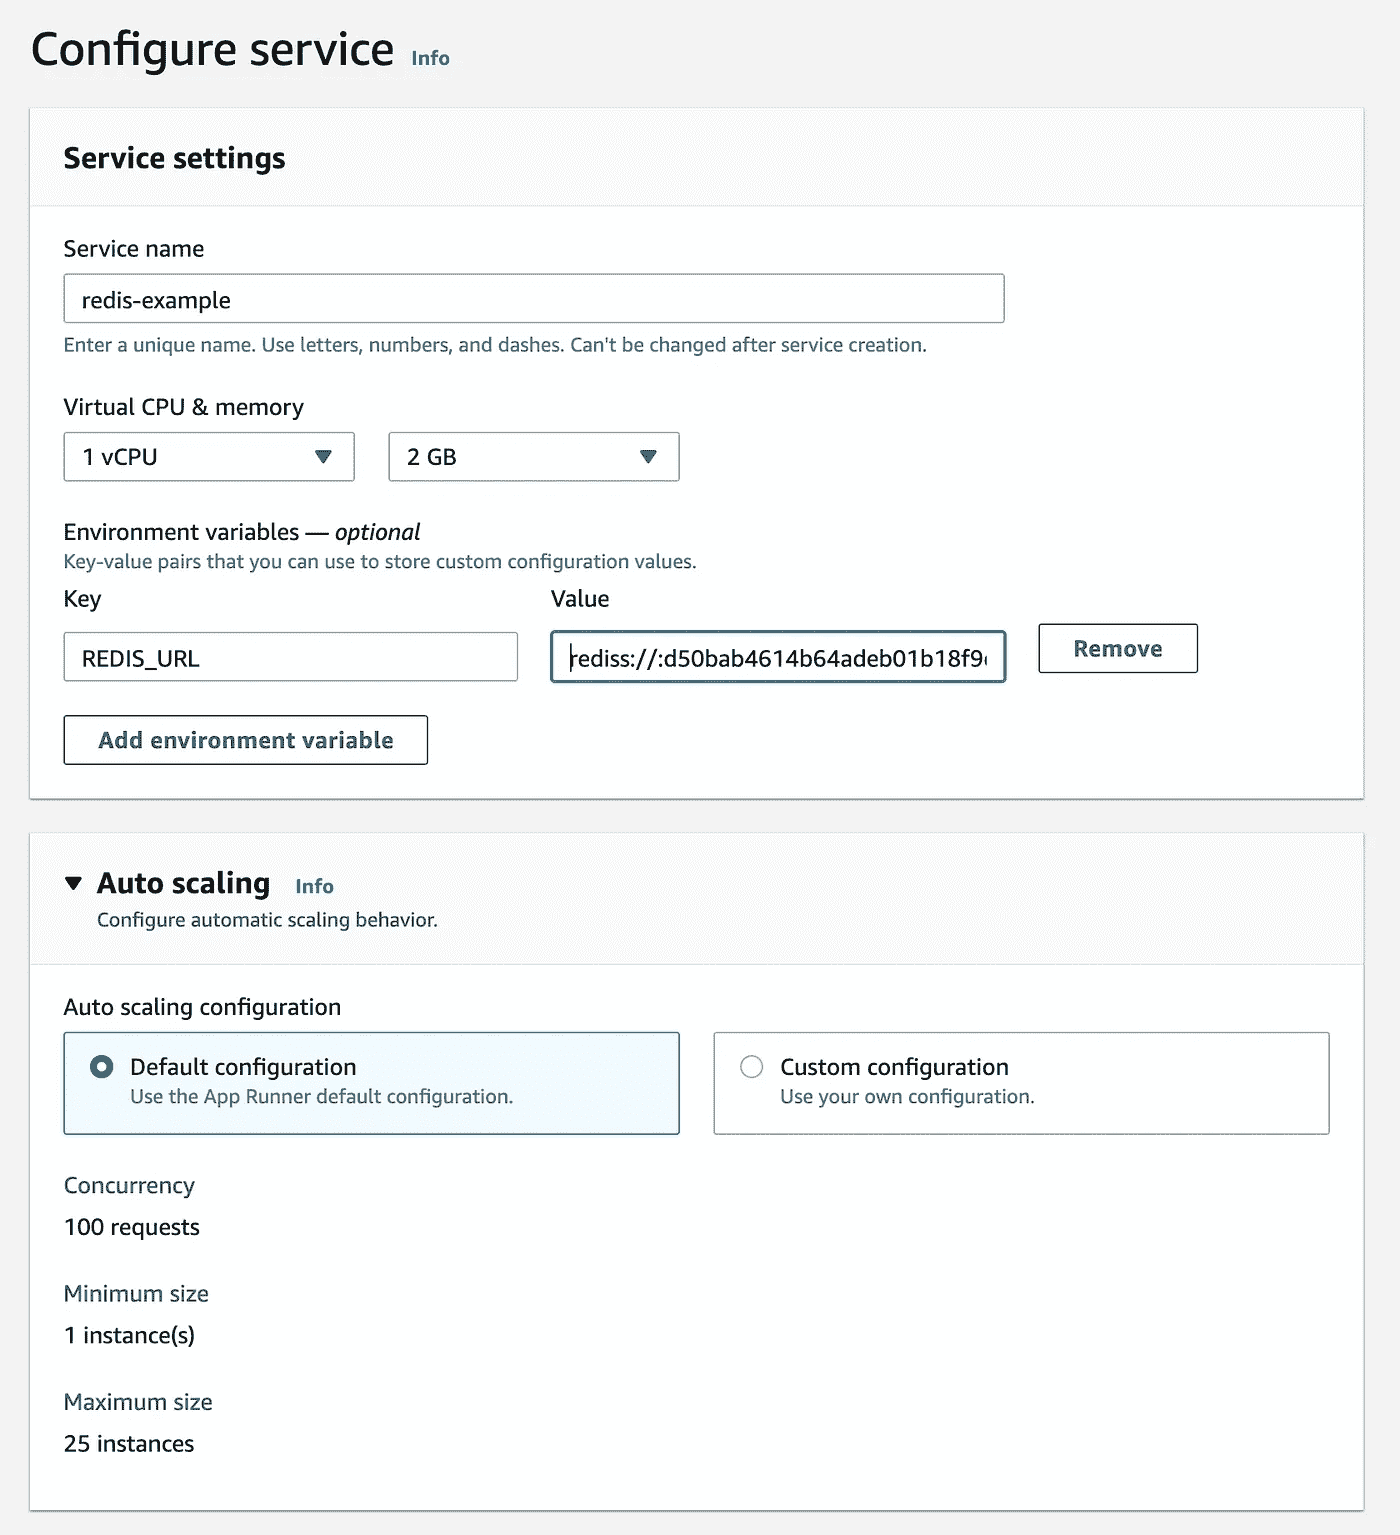 Configure service Info
Service settings
Service name
redis-example
Enter a unique name. Use letters, numbers, and dashes. Can't be changed after service creation.
Virtual CPU & memory
1 vCPU 2 GB
Environment variables — optional
Key-value pairs that you can use to store custom configuration values.
Key Value
REDIS_URL rediss://:d50bab4614b64adeb01b18f9 Remove
Add environment variable
Auto scaling Info
Configure automatic scaling behavior.
Auto scaling configuration
Default configuration Custom configuration
Use the App Runner default configuration. Use your own configuration.
Concurrency
100 requests
Minimum size
1 instance(s)
Maximum size
25 instances